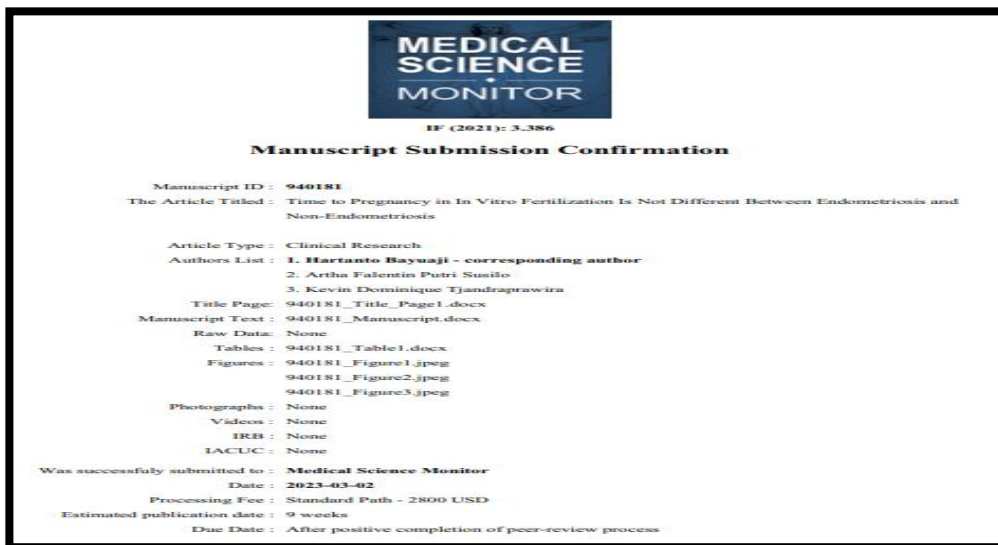 MEDICAL
SCIENCE
MONITOR
IF (2021): 3.386
Manuscript Submission Confirmation
Manuscript ID : 940181
The Article Titled : Time to Pregnancy in In Vitro Fertilization Is Not Different Between Endometriosis and
Non-Endometriosis
Article Type : Clinical Research
Authors List : 1. Hartanto Bayuaji - corresponding author
2. Artha Falentin Putri Susilo
3. Kevin Dominique Tjandraprawira
Title Page: 940181_Title_Page1.docx
Manuscript Text : 940181_Manuscript.docx
Raw Data: None
Tables : 940181_Table1.docx
Figures : 940181_Figure1.jpeg
940181_Figure2.jpeg
940181_Figure3.jpeg
Photographs : None
Videos : None
IRB : None
IACUC : None
Was successfuly submitted to : Medical Science Monitor
Date : 2023-03-02
Processing Fee : Standard Path - 2800 USD
Estimated publication date : 9 weeks
Due Date : After positive completion of peer-review process